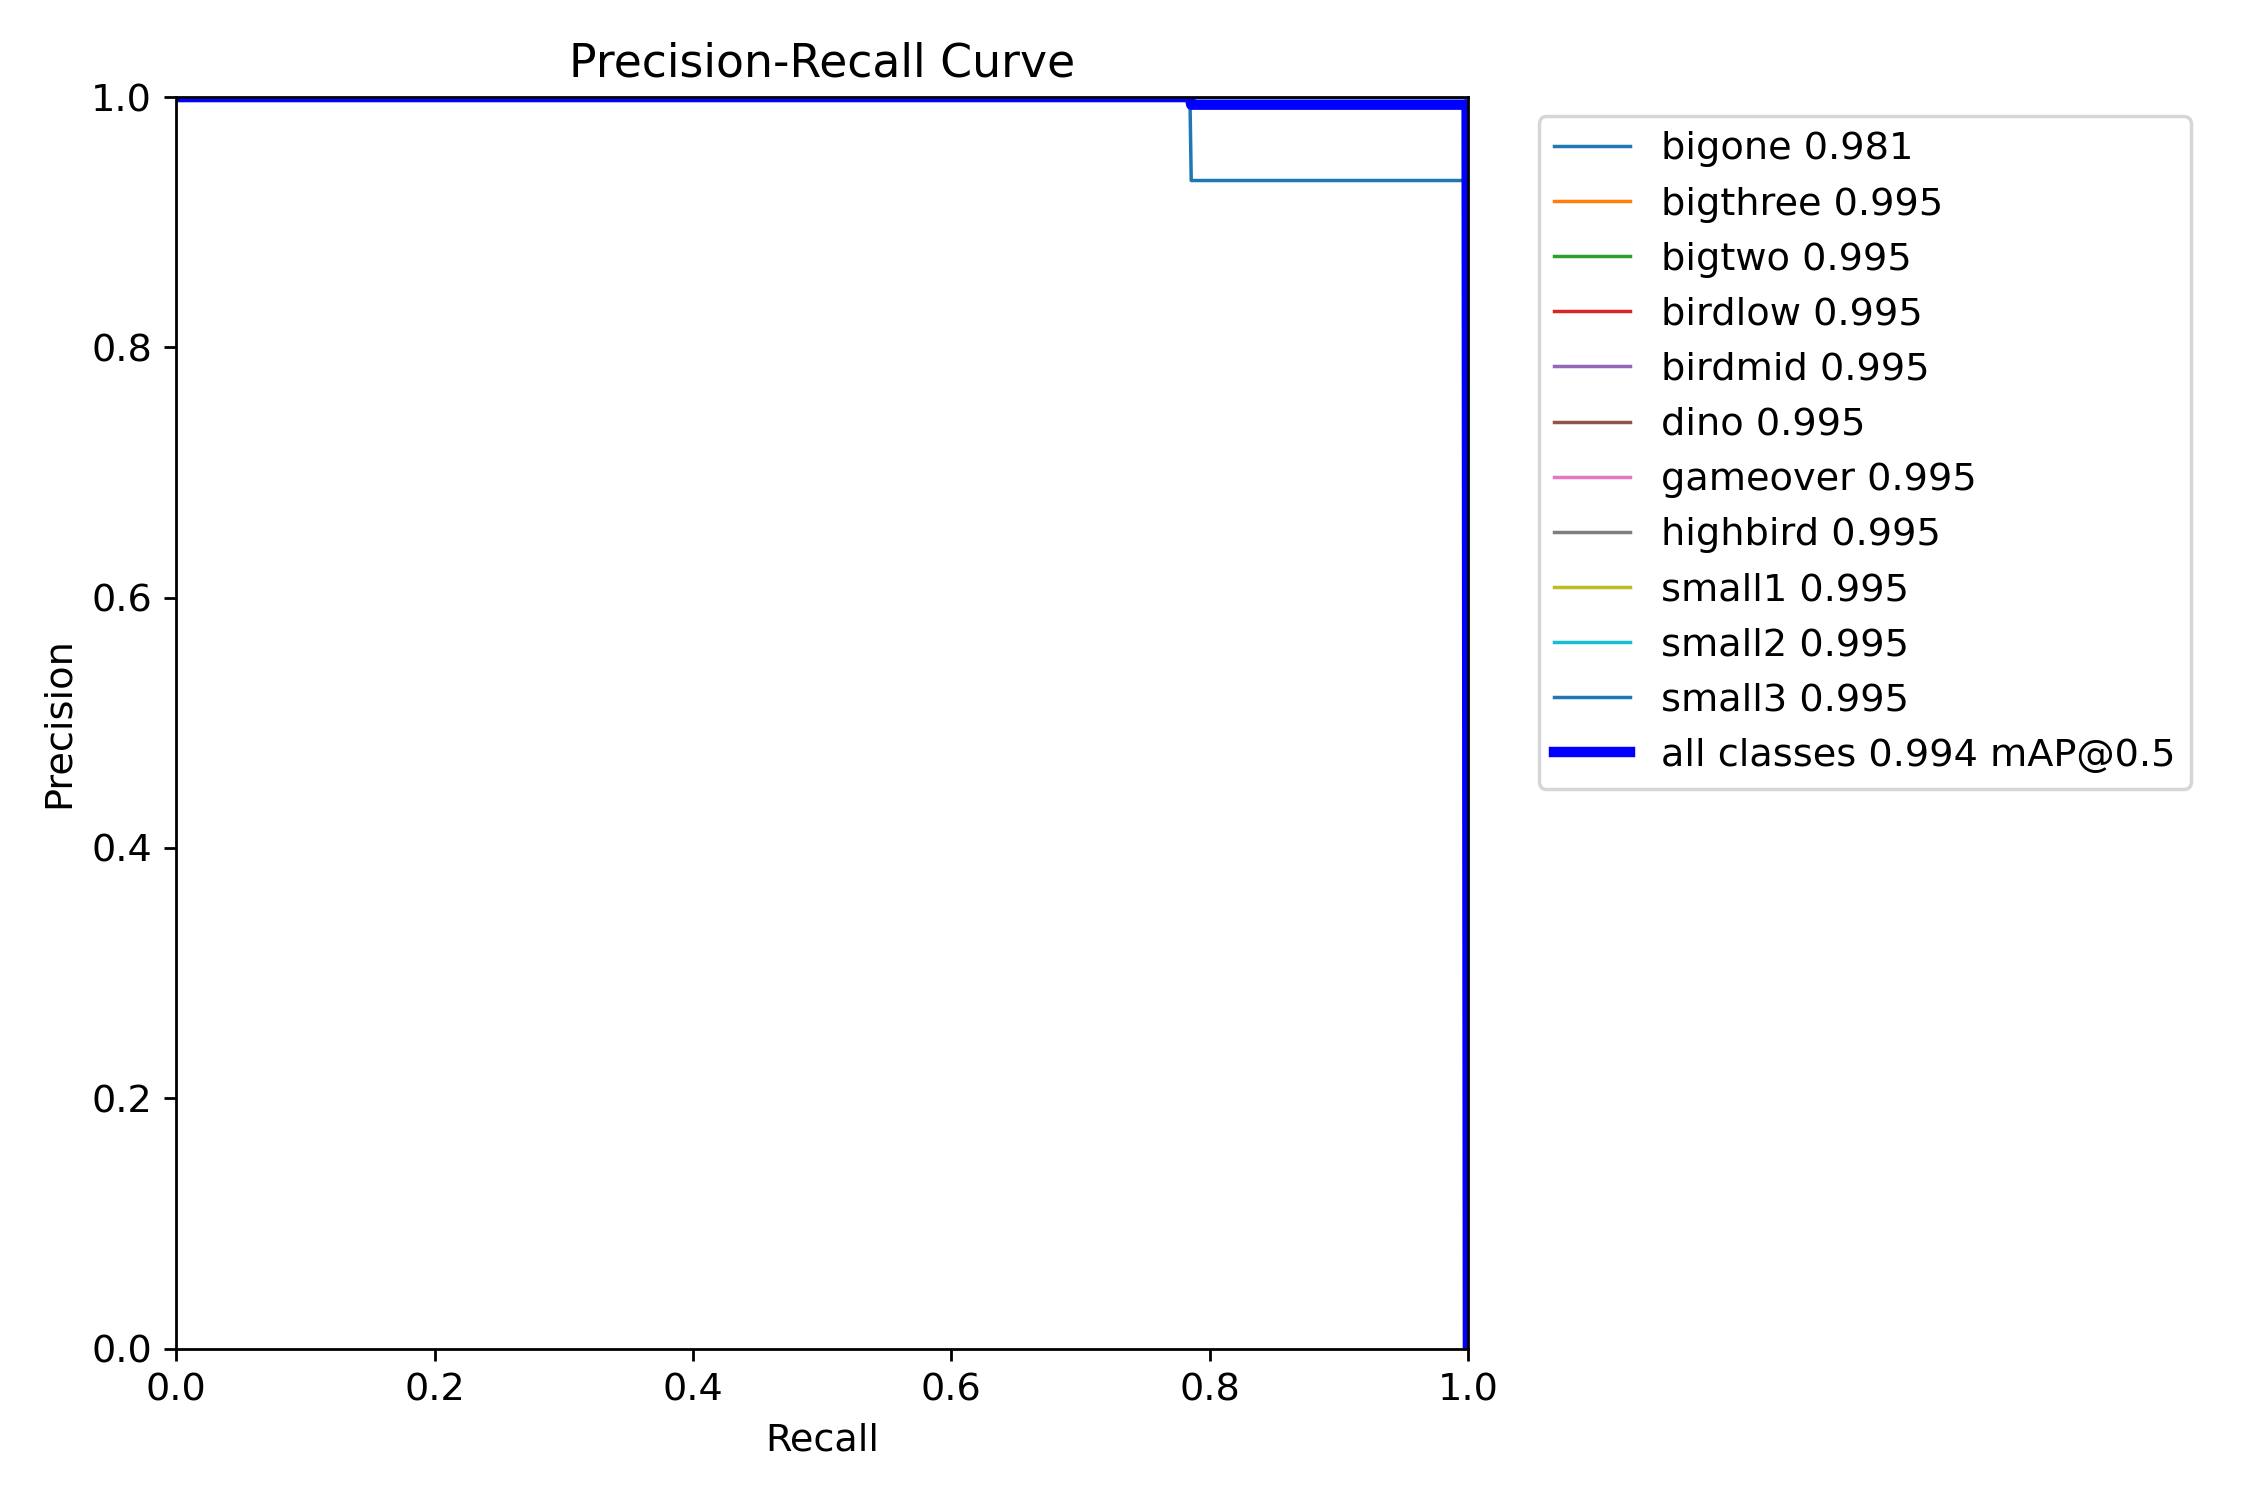 Precision-Recall Curve
1.0
0.8
0.6
0.4
0.2
0.0
Precision
0.0 0.2 0.4 0.6 0.8 1.0
Recall
bigone 0.981
bigthree 0.995
bigtwo 0.995
birdlow 0.995
birdmid 0.995
dino 0.995
gameover 0.995
highbird 0.995
small1 0.995
small2 0.995
small3 0.995
all classes 0.994 mAP@0.5